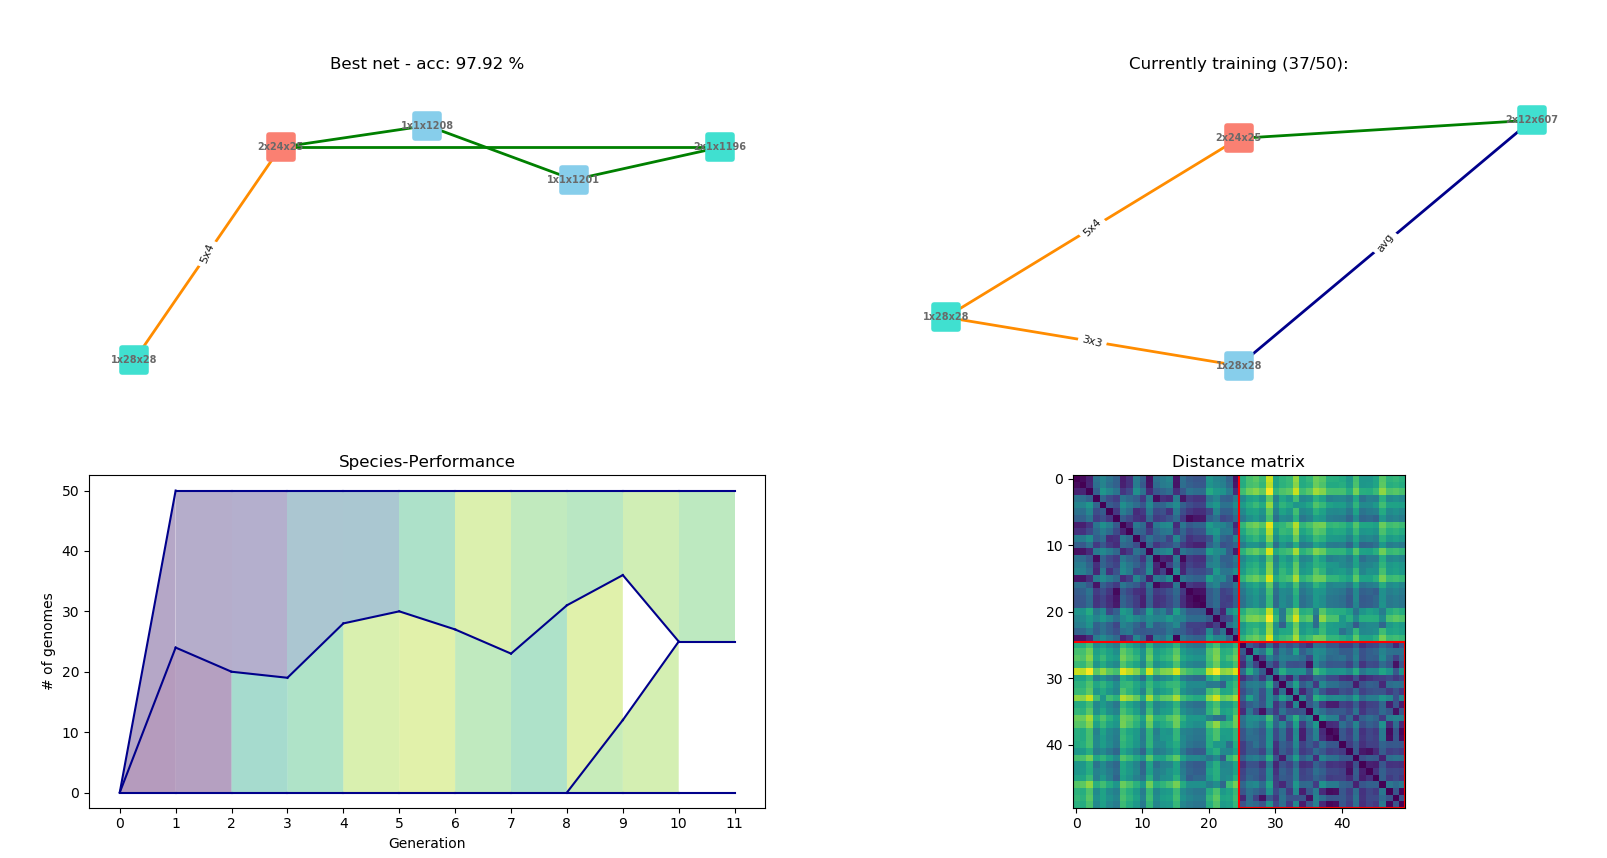 Best net - acc: 97.92 %
1x1x1208
1x1x1201
5x4
1x28x28
Currently training (37/50):
2x12x607
2x24x25
5x4
avg
1x28x28
3x3
1x28x28
Species-Performance
# of genomes
50
40
30
20
10
0
0 1 2 3 4 5 6 7 8 9 10 11
Generation
Distance matrix
0
10
20
30
40
0 10 20 30 40